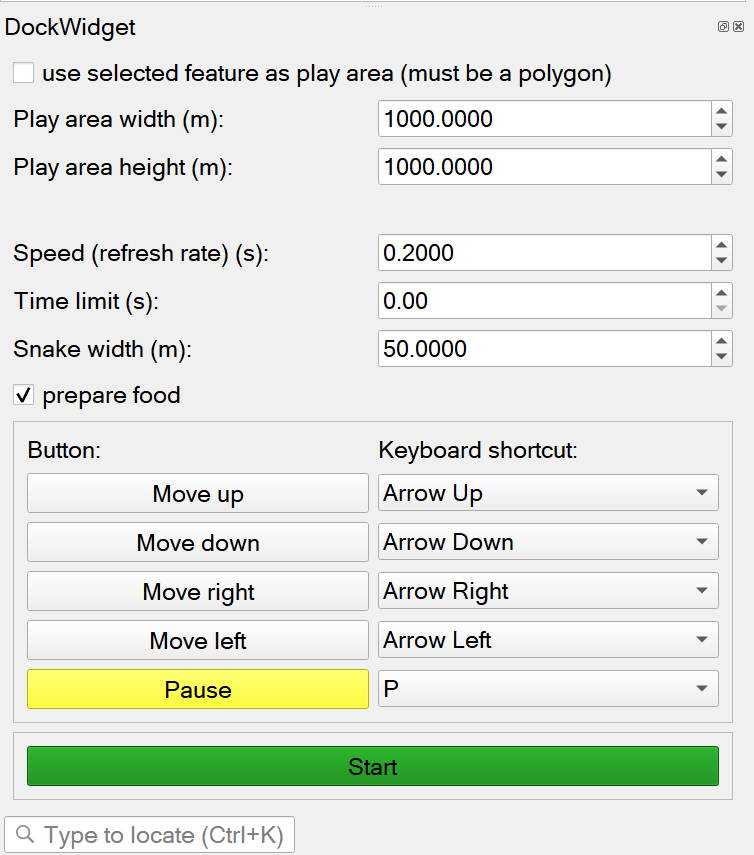 DockWidget
use selected feature as play area (must be a polygon)
Play area width (m): 1000.0000
Play area height (m): 1000.0000
Speed (refresh rate) (s): 0.2000
Time limit (s): 0.00
Snake width (m): 50.0000
prepare food
Button: Keyboard shortcut:
Move up Arrow Up
Move down Arrow Down
Move right Arrow Right
Move left Arrow Left
Pause P
Start
Type to locate (Ctrl+K)